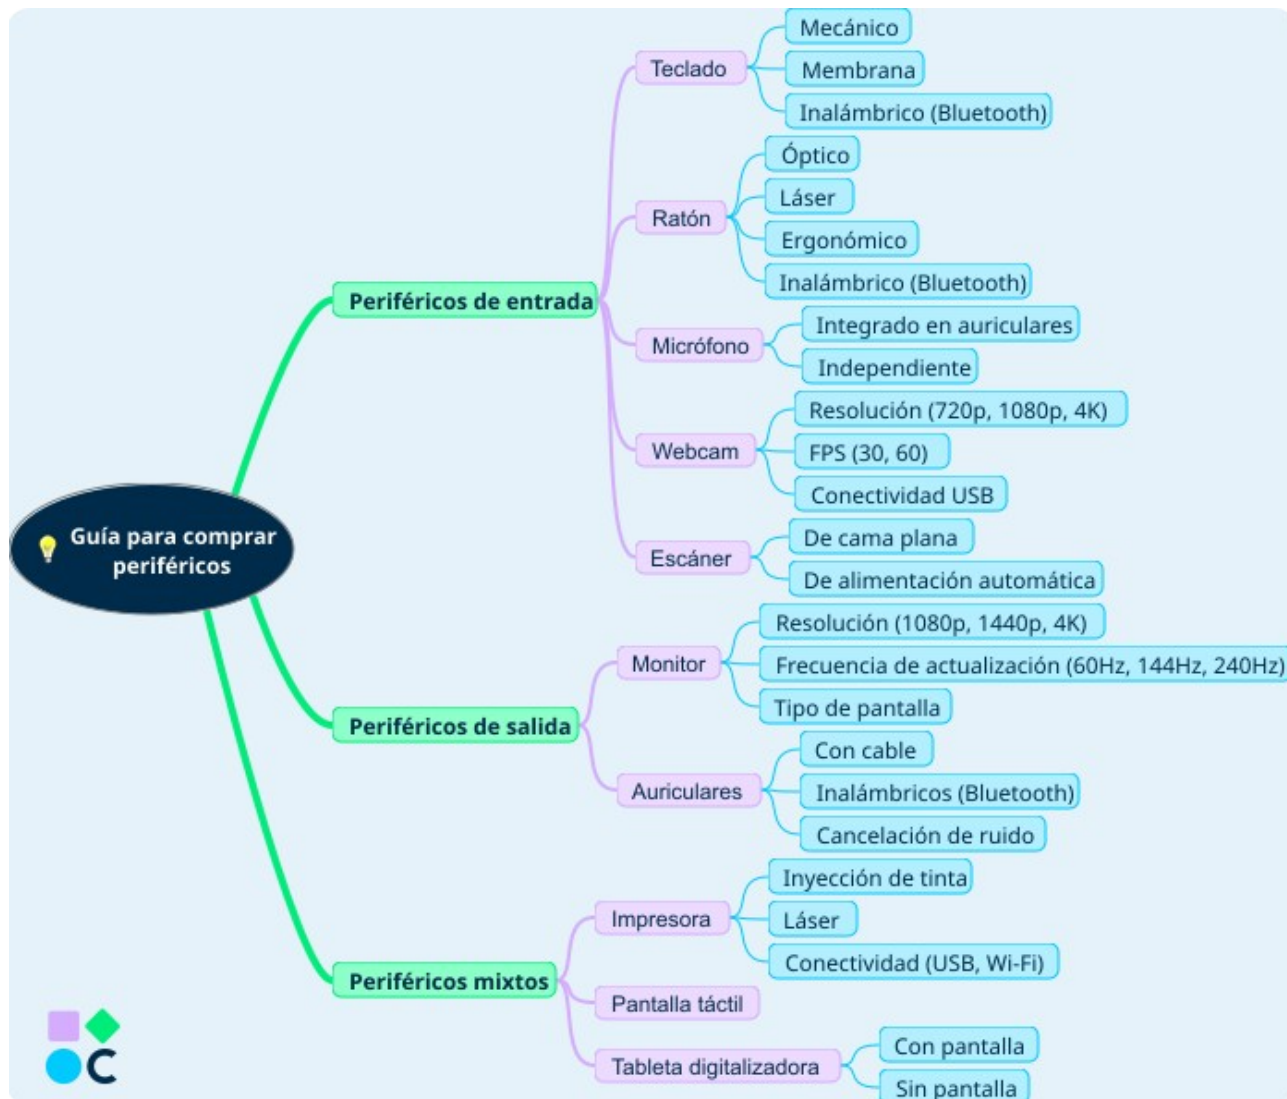 Guía para comprar
periféricos
Periféricos de entrada
Teclado
Mecánico
Membrana
Inalámbrico (Bluetooth)
Ratón
Óptico
Láser
Ergonómico
Inalámbrico (Bluetooth)
Micrófono
Integrado en auriculares
Independiente
Webcam
Resolución (720p, 1080p, 4K)
FPS (30, 60)
Conectividad USB
Escáner
De cama plana
De alimentación automática
Periféricos de salida
Monitor
Resolución (1080p, 1440p, 4K)
Frecuencia de actualización (60Hz, 144Hz, 240Hz)
Tipo de pantalla
Auriculares
Con cable
Inalámbricos (Bluetooth)
Cancelación de ruido
Periféricos mixtos
Impresora
Inyección de tinta
Láser
Conectividad (USB, Wi-Fi)
Pantalla táctil
Tableta digitalizadora
Con pantalla
Sin pantalla
C